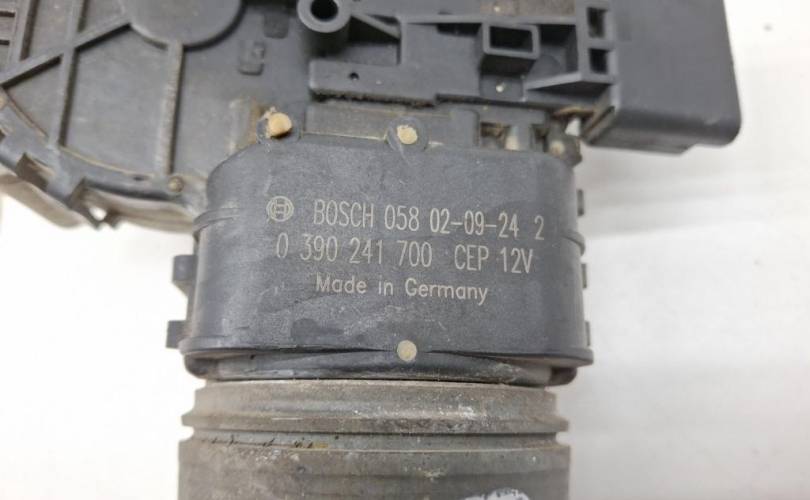 BOSCH 058 02-09-24 2
0 390 241 700 CEP 12V
Made in Germany